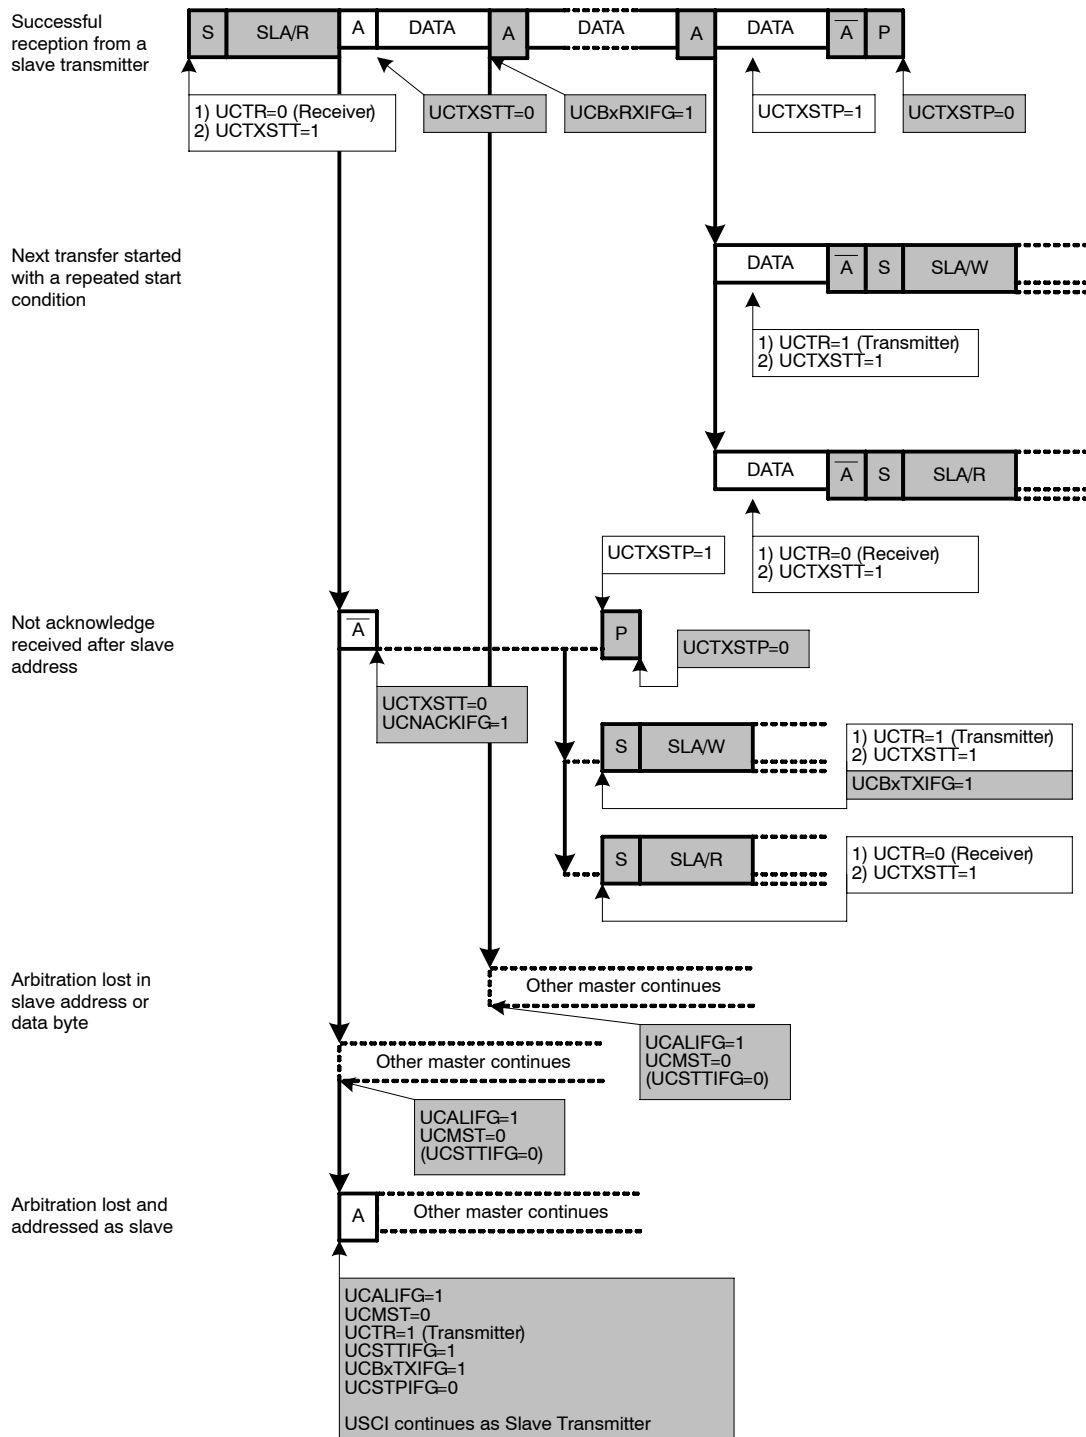 Successful
reception from a
slave transmitter
S SLA/R A DATA A DATA A DATA A P
1) UCTR=0 (Receiver)
2) UCTXSTT=1
UCTXSTT=0
UCBxRXIFG=1
UCTXSTP=1
UCTXSTP=0
Next transfer started
with a repeated start
condition
DATA A S SLA/W
1) UCTR=1 (Transmitter)
2) UCTXSTT=1
DATA A S SLA/R
1) UCTR=0 (Receiver)
2) UCTXSTT=1
UCTXSTP=1
Not acknowledge
received after slave
address
A
P
UCTXSTP=0
UCTXSTT=0
UCNACKIFG=1
S SLA/W
1) UCTR=1 (Transmitter)
2) UCTXSTT=1
UCBxTXIFG=1
S SLA/R
1) UCTR=0 (Receiver)
2) UCTXSTT=1
Arbitration lost in
slave address or
data byte
Other master continues
UCALIFG=1
UCMST=0
(UCSTTIFG=0)
Other master continues
UCALIFG=1
UCMST=0
(UCSTTIFG=0)
Arbitration lost and
addressed as slave
A
Other master continues
UCALIFG=1
UCMST=0
UCTR=1 (Transmitter)
UCSTTIFG=1
UCBxTXIFG=1
UCSTPIFG=0
USCI continues as Slave Transmitter